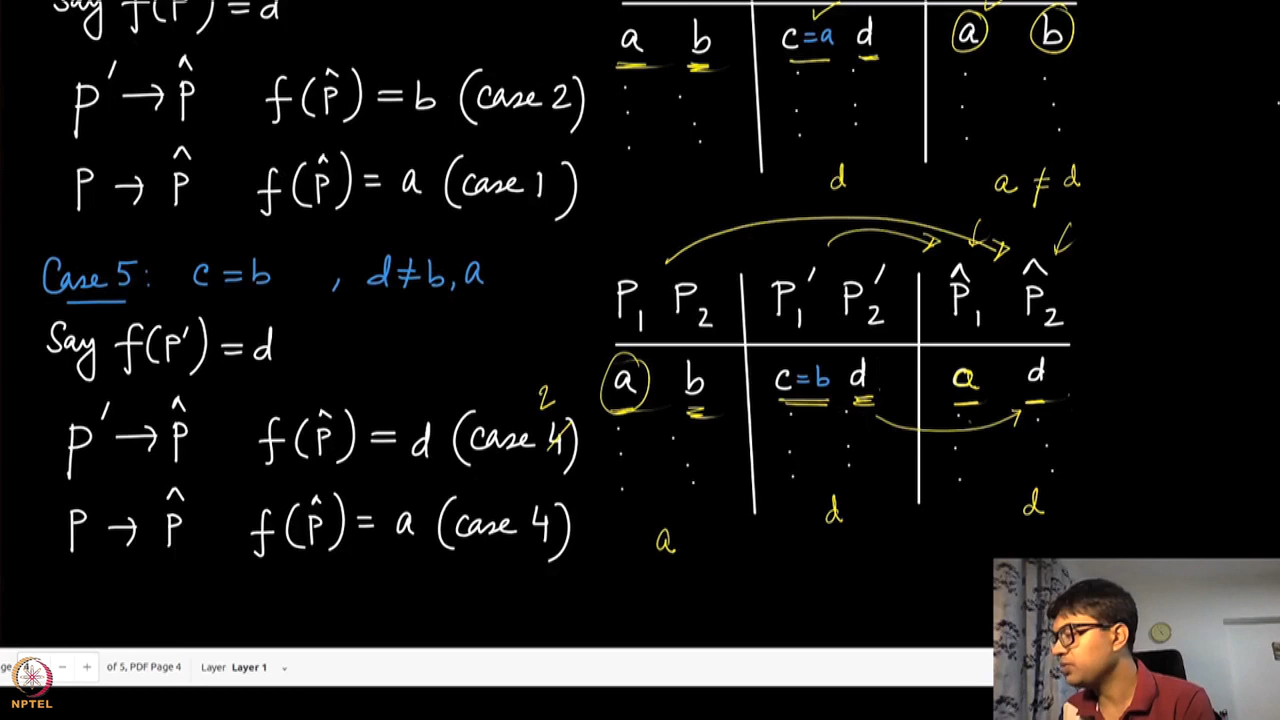 Say f(P') = d
P' → P̂ f(P̂) = b (case 2)
P → P̂ f(P̂) = a (case 1)
Case 5: c = b , d ≠ b, a
Say f(P') = d
2
P' → P̂ f(P̂) = d (case 4)
P → P̂ f(P̂) = a (case 4)
a b c = a d a b
d a ≠ d
P₁ P₂ P₁' P₂' P̂₁ P̂₂
a b c = b d a d
a d d
of 5, PDF Page 4 Layer Layer 1
NPTEL